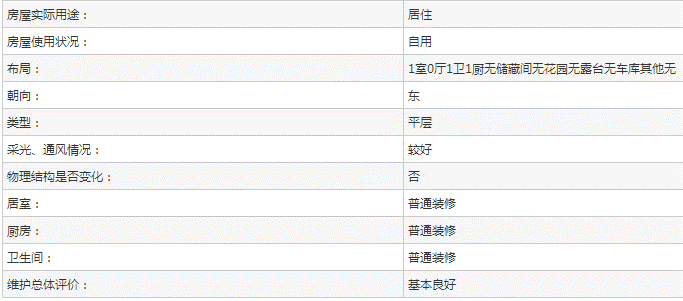 房屋实际用途： 居住
房屋使用状况： 自用
布局： 1室0厅1卫1厨无储藏间无花园无露台无车库其他无
朝向： 东
类型： 平层
采光、通风情况： 较好
物理结构是否变化： 否
居室： 普通装修
厨房： 普通装修
卫生间： 普通装修
维护总体评价： 基本良好